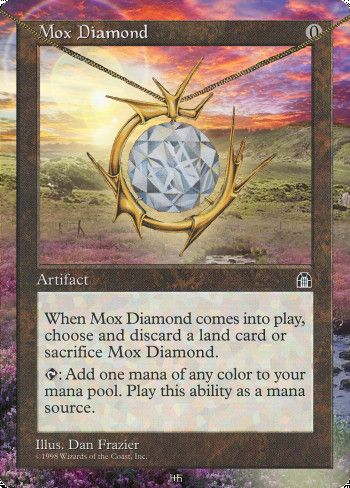 Mox Diamond 0
Artifact
When Mox Diamond comes into play,
choose and discard a land card or
sacrifice Mox Diamond.
: Add one mana of any color to your
mana pool. Play this ability as a mana
source.
Illus. Dan Frazier
©1998 Wizards of the Coast, Inc.